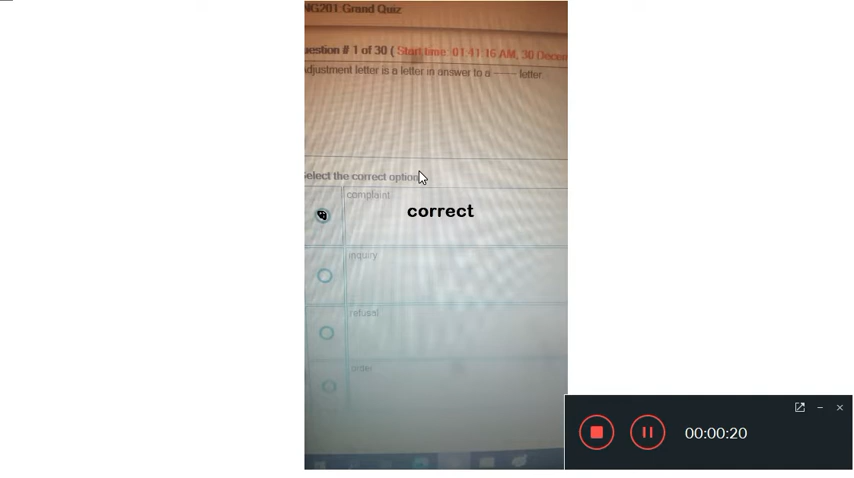 NG201:Grand Quiz
uestion # 1 of 30 ( Start time: 01:41:16 AM, 30 Decem
djustment letter is a letter in answer to a ------ letter.
elect the correct option
complaint
correct
inquiry
refusal
order
00:00:20